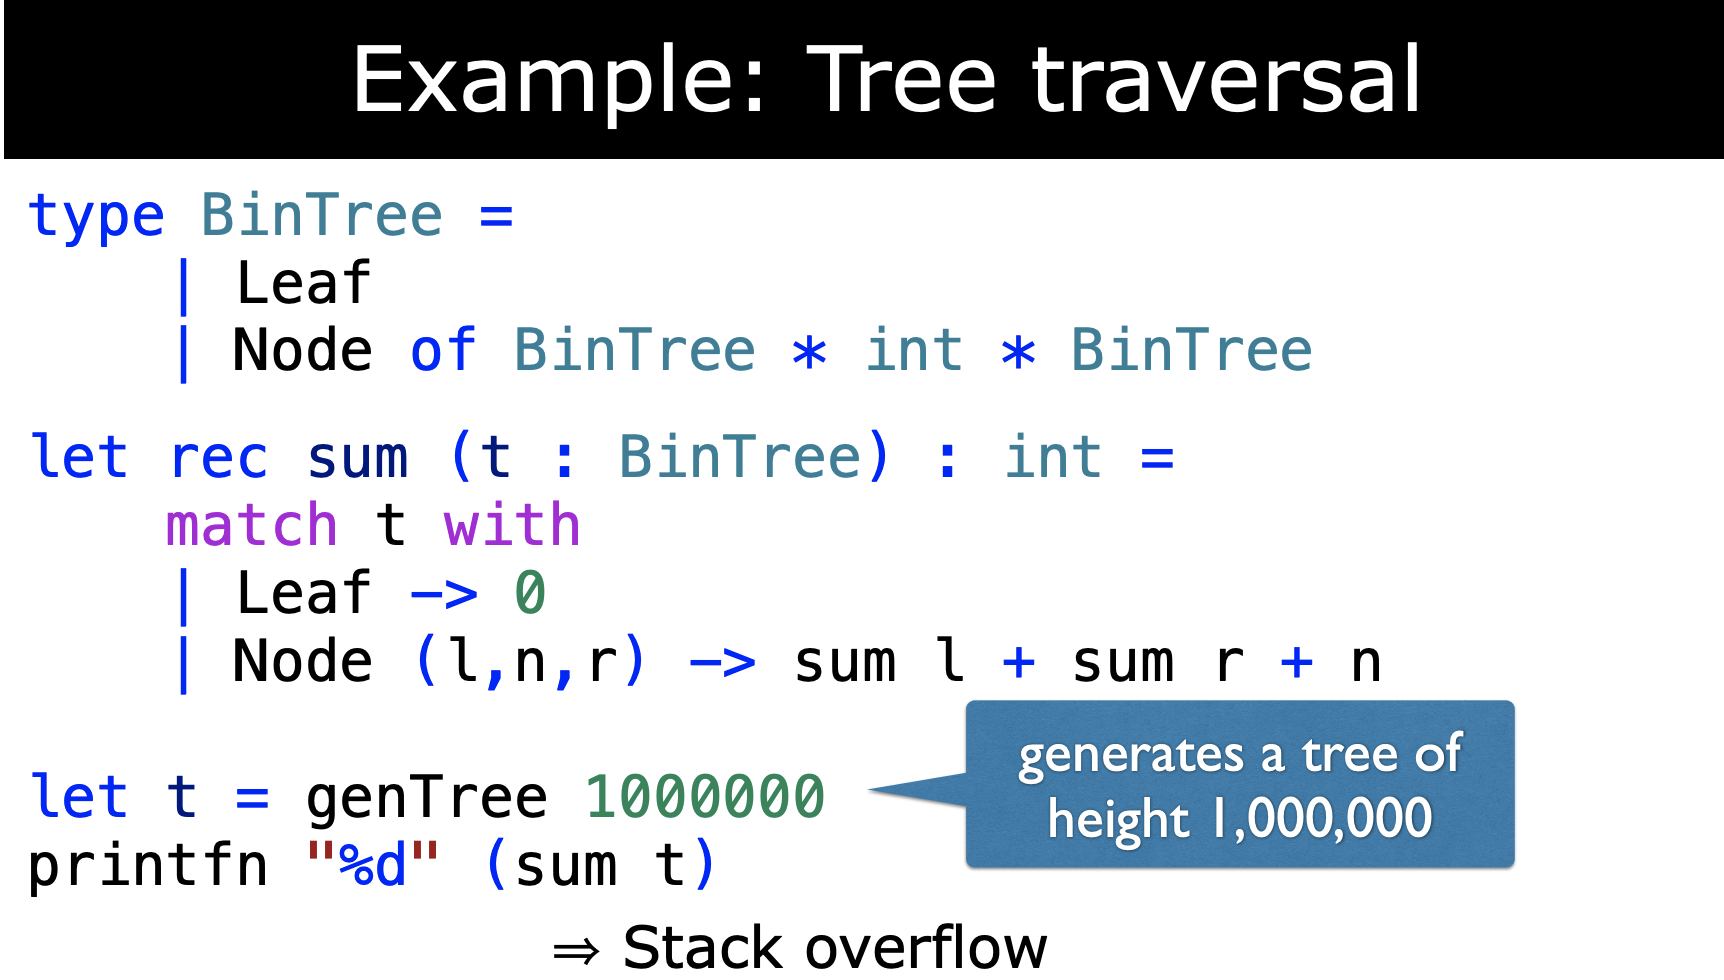 Example: Tree traversal
type BinTree =
    | Leaf
    | Node of BinTree * int * BinTree
let rec sum (t : BinTree) : int =
    match t with
    | Leaf -> 0
    | Node (l,n,r) -> sum l + sum r + n
let t = genTree 1000000
printfn "%d" (sum t)
generates a tree of
height 1,000,000
⇒ Stack overflow